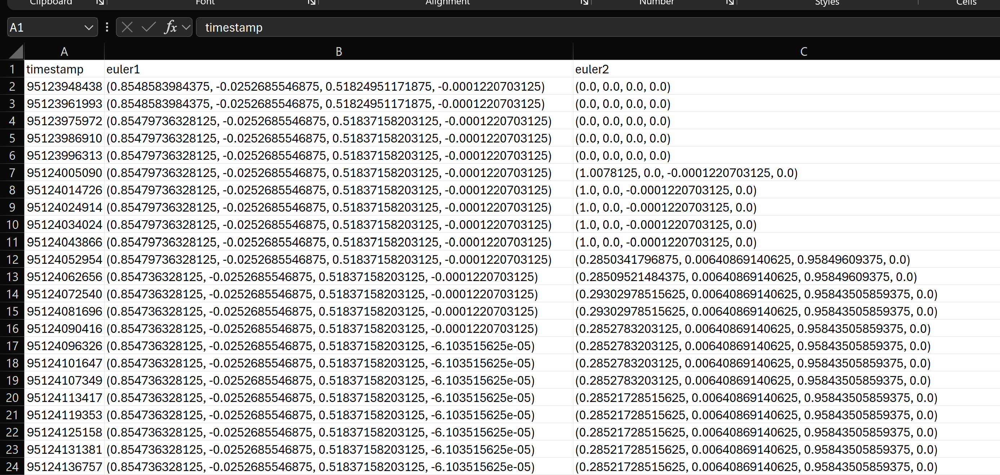 Clipboard Font Alignment Number Styles Cells
A1 fx timestamp
A B C
1 timestamp euler1 euler2
2 95123948438 (0.8548583984375, -0.0252685546875, 0.51824951171875, -0.0001220703125) (0.0, 0.0, 0.0, 0.0)
3 95123961993 (0.8548583984375, -0.0252685546875, 0.51824951171875, -0.0001220703125) (0.0, 0.0, 0.0, 0.0)
4 95123975972 (0.85479736328125, -0.0252685546875, 0.51837158203125, -0.0001220703125) (0.0, 0.0, 0.0, 0.0)
5 95123986910 (0.85479736328125, -0.0252685546875, 0.51837158203125, -0.0001220703125) (0.0, 0.0, 0.0, 0.0)
6 95123996313 (0.85479736328125, -0.0252685546875, 0.51837158203125, -0.0001220703125) (0.0, 0.0, 0.0, 0.0)
7 95124005090 (0.85479736328125, -0.0252685546875, 0.51837158203125, -0.0001220703125) (1.0078125, 0.0, -0.0001220703125, 0.0)
8 95124014726 (0.85479736328125, -0.0252685546875, 0.51837158203125, -0.0001220703125) (1.0, 0.0, -0.0001220703125, 0.0)
9 95124024914 (0.85479736328125, -0.0252685546875, 0.51837158203125, -0.0001220703125) (1.0, 0.0, -0.0001220703125, 0.0)
10 95124034024 (0.85479736328125, -0.0252685546875, 0.51837158203125, -0.0001220703125) (1.0, 0.0, -0.0001220703125, 0.0)
11 95124043866 (0.85479736328125, -0.0252685546875, 0.51837158203125, -0.0001220703125) (1.0, 0.0, -0.0001220703125, 0.0)
12 95124052954 (0.85479736328125, -0.0252685546875, 0.51837158203125, -0.0001220703125) (0.2850341796875, 0.00640869140625, 0.95849609375, 0.0)
13 95124062656 (0.854736328125, -0.0252685546875, 0.51837158203125, -0.0001220703125) (0.28509521484375, 0.00640869140625, 0.95849609375, 0.0)
14 95124072540 (0.854736328125, -0.0252685546875, 0.51837158203125, -0.0001220703125) (0.29302978515625, 0.00640869140625, 0.95843505859375, 0.0)
15 95124081696 (0.854736328125, -0.0252685546875, 0.51837158203125, -0.0001220703125) (0.29302978515625, 0.00640869140625, 0.95843505859375, 0.0)
16 95124090416 (0.854736328125, -0.0252685546875, 0.51837158203125, -0.0001220703125) (0.2852783203125, 0.00640869140625, 0.95843505859375, 0.0)
17 95124096326 (0.854736328125, -0.0252685546875, 0.51837158203125, -6.103515625e-05) (0.2852783203125, 0.00640869140625, 0.95843505859375, 0.0)
18 95124101647 (0.854736328125, -0.0252685546875, 0.51837158203125, -6.103515625e-05) (0.2852783203125, 0.00640869140625, 0.95843505859375, 0.0)
19 95124107349 (0.854736328125, -0.0252685546875, 0.51837158203125, -6.103515625e-05) (0.2852783203125, 0.00640869140625, 0.95843505859375, 0.0)
20 95124113417 (0.854736328125, -0.0252685546875, 0.51837158203125, -6.103515625e-05) (0.28521728515625, 0.00640869140625, 0.95843505859375, 0.0)
21 95124119353 (0.854736328125, -0.0252685546875, 0.51837158203125, -6.103515625e-05) (0.28521728515625, 0.00640869140625, 0.95843505859375, 0.0)
22 95124125158 (0.854736328125, -0.0252685546875, 0.51837158203125, -6.103515625e-05) (0.28521728515625, 0.00640869140625, 0.95843505859375, 0.0)
23 95124131381 (0.854736328125, -0.0252685546875, 0.51837158203125, -6.103515625e-05) (0.28521728515625, 0.00640869140625, 0.95843505859375, 0.0)
24 95124136757 (0.854736328125, -0.0252685546875, 0.51837158203125, -6.103515625e-05) (0.28521728515625, 0.00640869140625, 0.95843505859375, 0.0)